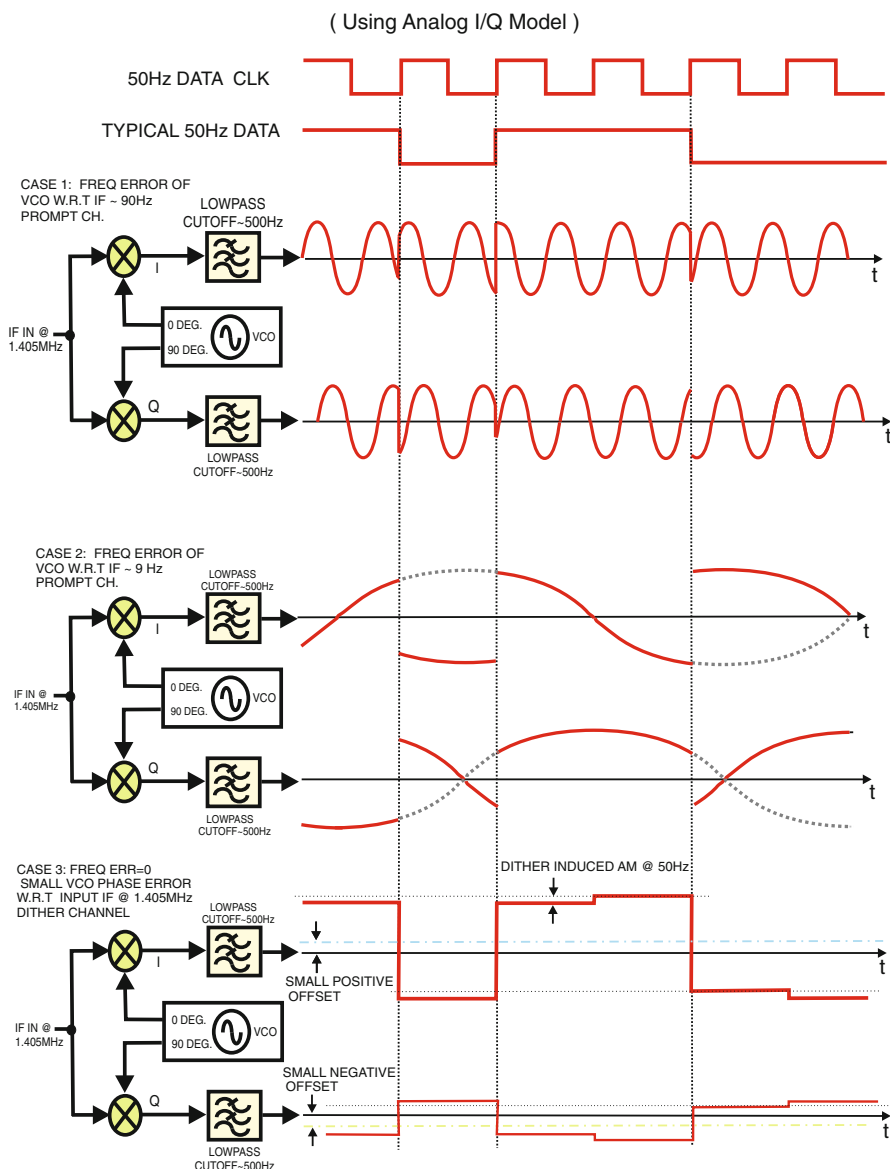 ( Using Analog I/Q Model )
50Hz DATA CLK
TYPICAL 50Hz DATA
CASE 1: FREQ ERROR OF
VCO W.R.T IF ~ 90Hz
PROMPT CH.
LOWPASS
CUTOFF~500Hz
I
t
0 DEG.
90 DEG.
VCO
IF IN @
1.405MHz
Q
LOWPASS
CUTOFF~500Hz
t
CASE 2: FREQ ERROR OF
VCO W.R.T IF ~ 9 Hz
PROMPT CH.
LOWPASS
CUTOFF~500Hz
I
t
0 DEG.
90 DEG.
VCO
IF IN @
1.405MHz
Q
LOWPASS
CUTOFF~500Hz
t
CASE 3: FREQ ERR=0
SMALL VCO PHASE ERROR
W.R.T INPUT IF @ 1.405MHz
DITHER CHANNEL
LOWPASS
CUTOFF~500Hz
DITHER INDUCED AM @ 50Hz
I
t
SMALL POSITIVE
OFFSET
0 DEG.
90 DEG.
VCO
IF IN @
1.405MHz
SMALL NEGATIVE
OFFSET
Q
LOWPASS
CUTOFF~500Hz
t